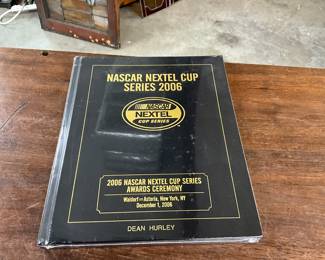 NASCAR NEXTEL CUP
SERIES 2006
NASCAR
NEXTEL
CUP SERIES
2006 NASCAR NEXTEL CUP SERIES
AWARDS CEREMONY
Waldorf=Astoria, New York, NY
December 1, 2006
DEAN HURLEY